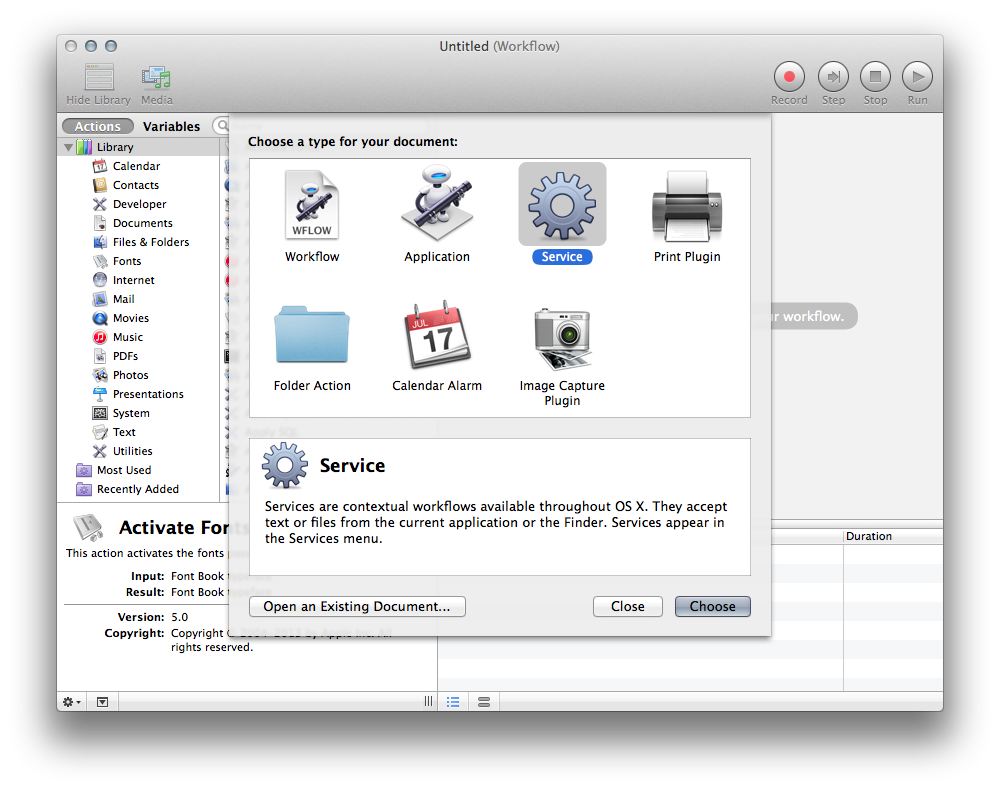 Untitled (Workflow)
Hide Library
Media
Record
Step
Stop
Run
Actions
Variables
Library
Calendar
Contacts
Developer
Documents
Files & Folders
Fonts
Internet
Mail
Movies
Music
PDFs
Photos
Presentations
System
Text
Utilities
Most Used
Recently Added
Choose a type for your document:
WFLOW
Workflow
Application
Service
Print Plugin
Folder Action
JUL
17
Calendar Alarm
Image Capture
Plugin
Service
Services are contextual workflows available throughout OS X. They accept
text or files from the current application or the Finder. Services appear in
the Services menu.
Open an Existing Document...
Close
Choose
ur workflow.
Duration
Activate Fonts
This action activates the fonts
Input: Font Book
Result: Font Book
Version: 5.0
Copyright: Copyright © by Apple Inc. All
rights reserved.